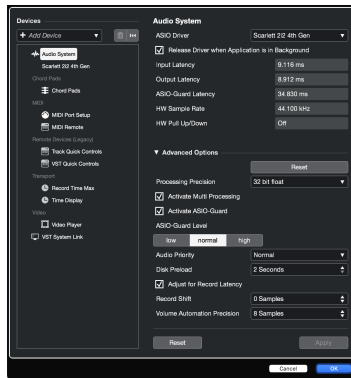 Devices
+ Add Device
Audio System
Scarlett 2i2 4th Gen
Chord Pads
Chord Pads
MIDI
MIDI Port Setup
MIDI Remote
Remote Devices (Legacy)
Track Quick Controls
VST Quick Controls
Transport
Record Time Max
Time Display
Video
Video Player
VST System Link
Audio System
ASIO Driver Scarlett 2i2 4th Gen
Release Driver when Application is in Background
Input Latency 9.116 ms
Output Latency 8.912 ms
ASIO-Guard Latency 34.830 ms
HW Sample Rate 44.100 kHz
HW Pull Up/Down Off
Advanced Options
Reset
Processing Precision 32 bit float
Activate Multi Processing
Activate ASIO-Guard
ASIO-Guard Level
low normal high
Audio Priority Normal
Disk Preload 2 Seconds
Adjust for Record Latency
Record Shift 0 Samples
Volume Automation Precision 8 Samples
Reset Apply
Cancel OK